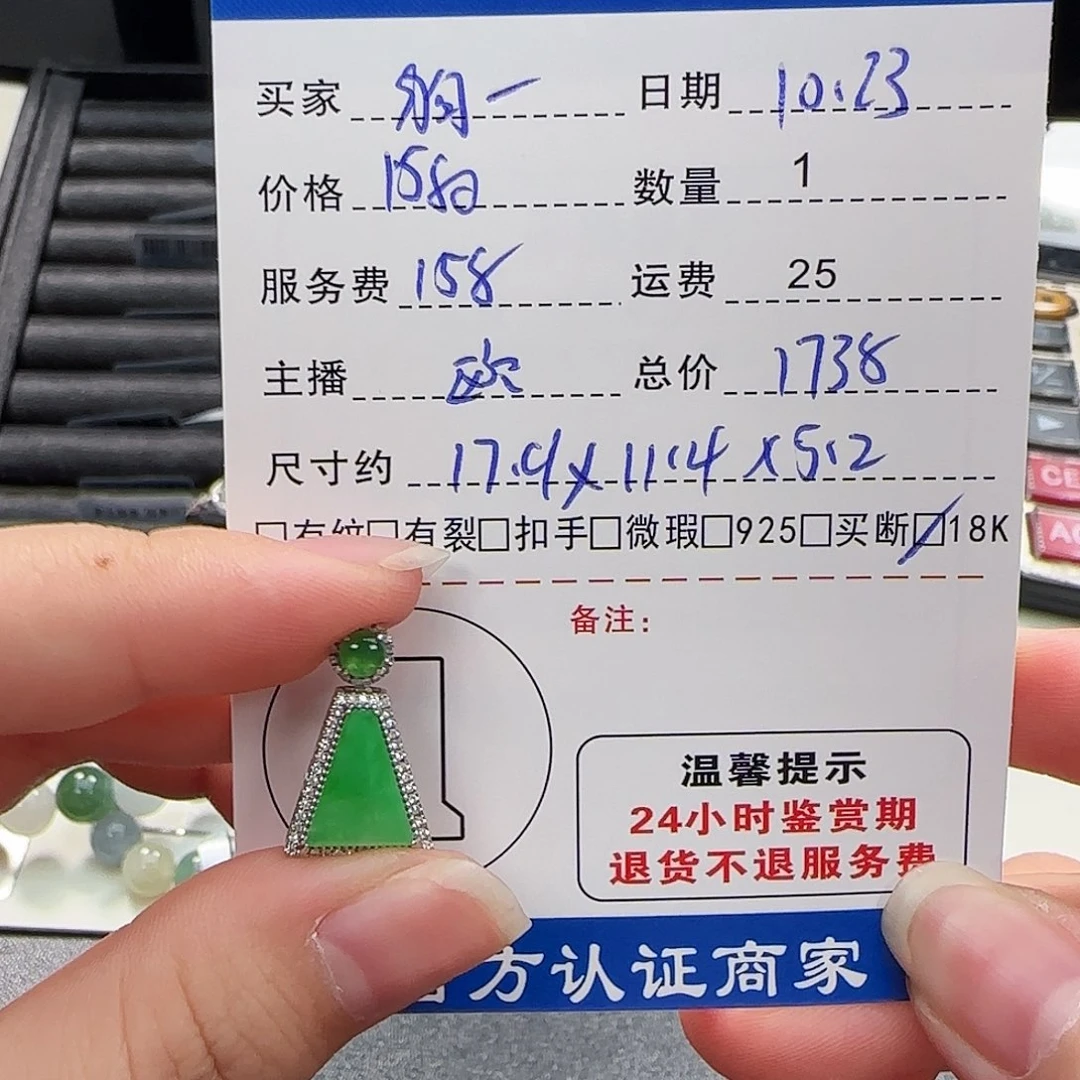 买家 一 日期 10.23
价格 1580 数量 1
服务费 158 运费 25
主播 欧 总价 1738
尺寸约 17.9x11.4x5.2
□有纹□有裂□扣手□微瑕□925□买断☑18K
备注:
温馨提示
24小时鉴赏期
退货不退服务费
官方认证商家
CE